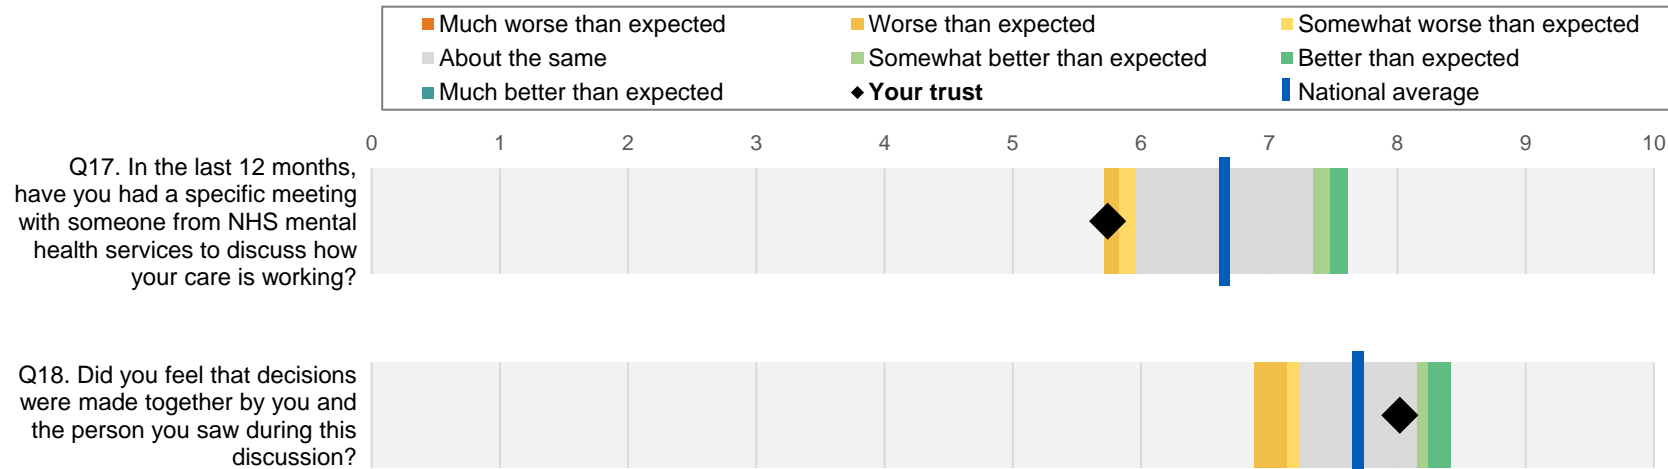 Much worse than expected Worse than expected Somewhat worse than expected
About the same Somewhat better than expected Better than expected
Much better than expected Your trust National average
0 1 2 3 4 5 6 7 8 9 10
Q17. In the last 12 months,
have you had a specific meeting
with someone from NHS mental
health services to discuss how
your care is working?
Q18. Did you feel that decisions
were made together by you and
the person you saw during this
discussion?